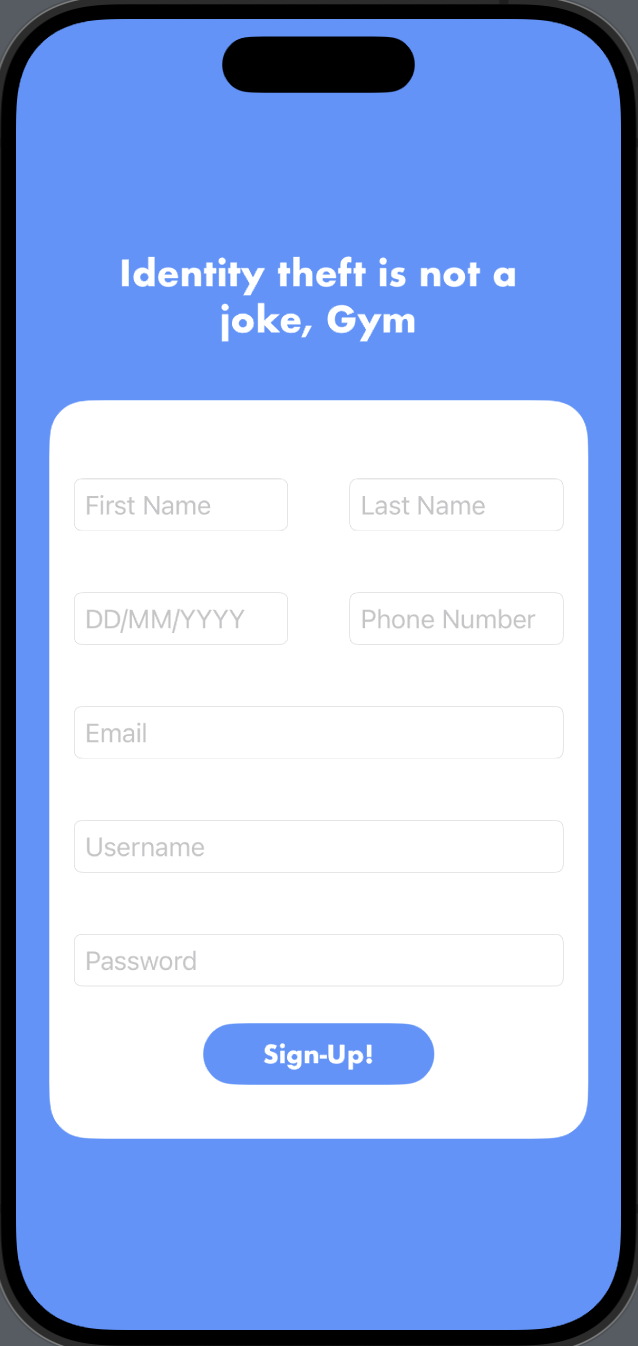 Identity theft is not a
joke, Gym
First Name
Last Name
DD/MM/YYYY
Phone Number
Email
Username
Password
Sign-Up!